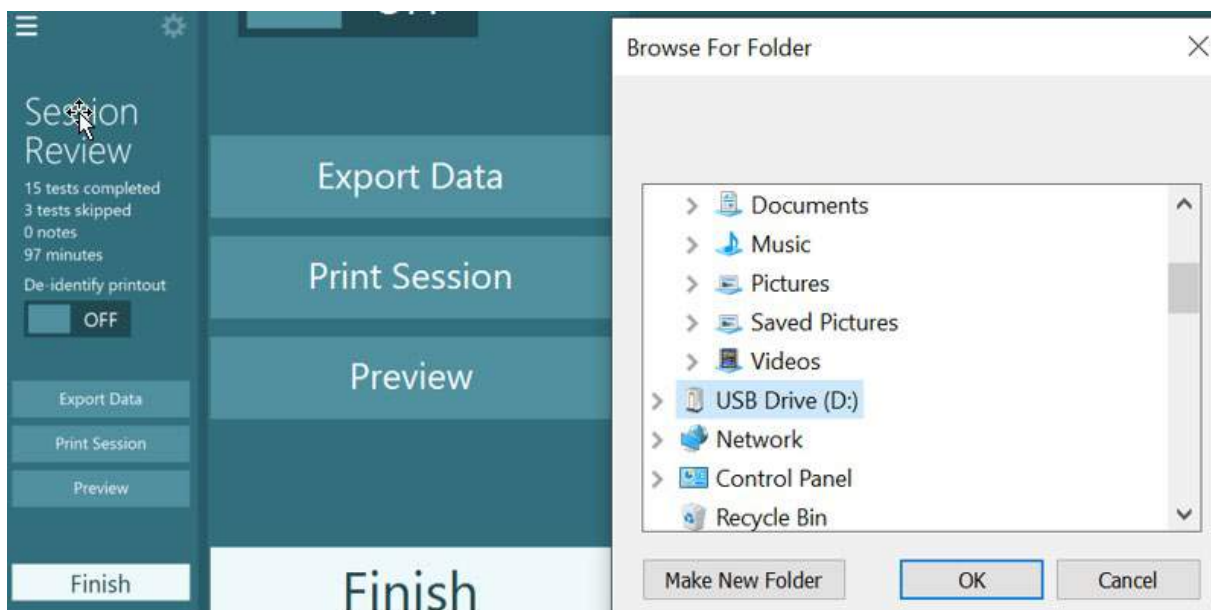 Session
Review
15 tests completed
3 tests skipped
0 notes
97 minutes
De-identify printout
OFF
Export Data
Print Session
Preview
Finish
OFF
Export Data
Print Session
Preview
Finish
Browse For Folder
Documents
Music
Pictures
Saved Pictures
Videos
USB Drive (D:)
Network
Control Panel
Recycle Bin
Make New Folder
OK
Cancel